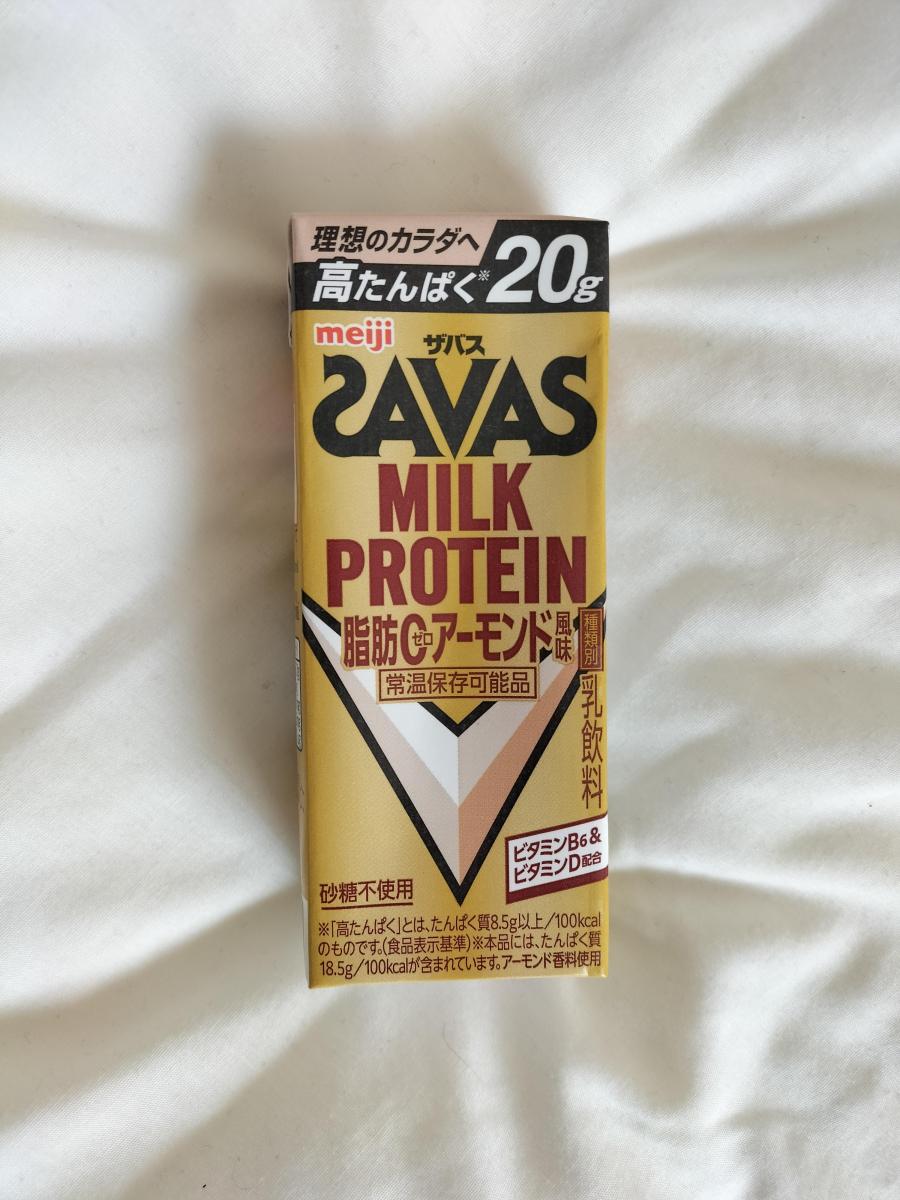 理想のカラダへ
高たんぱく※20g
meiji
ザバス
SAVAS
MILK
PROTEIN
脂肪0ゼロアーモンド風味
常温保存可能品
種類別
乳飲料
ビタミンB6&
ビタミンD配合
砂糖不使用
※「高たんぱく」とは、たんぱく質8.5g以上/100kcal
のものです。(食品表示基準)※本品には、たんぱく質
18.5g/100kcalが含まれています。アーモンド香料使用